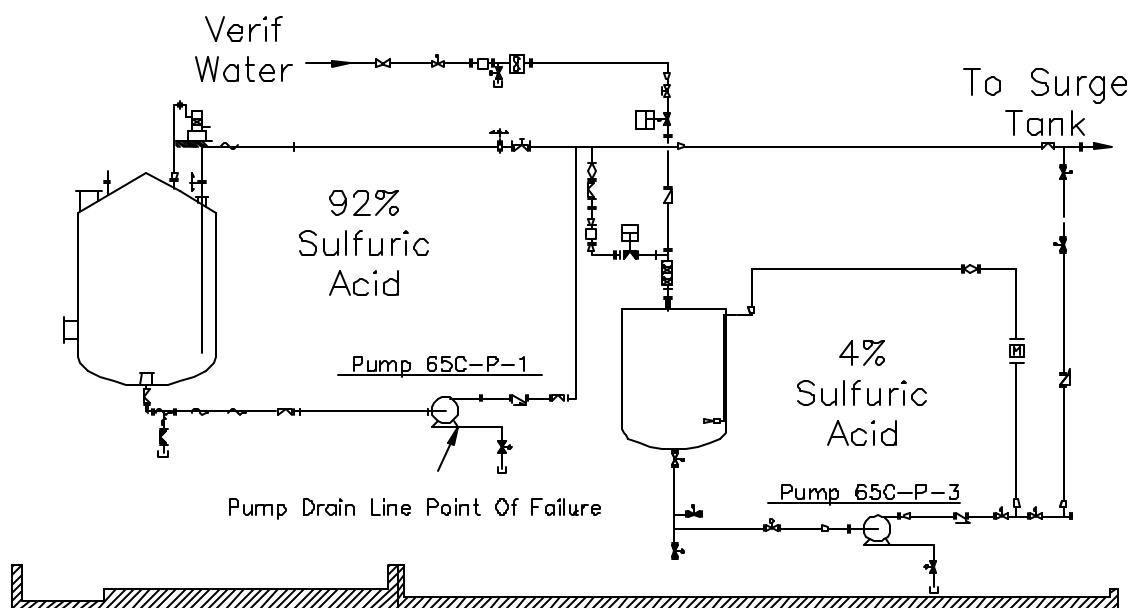 Verif
Water
To Surge
Tank
92%
Sulfuric
Acid
Pump 65C-P-1
4%
Sulfuric
Acid
M
Pump 65C-P-3
Pump Drain Line Point Of Failure